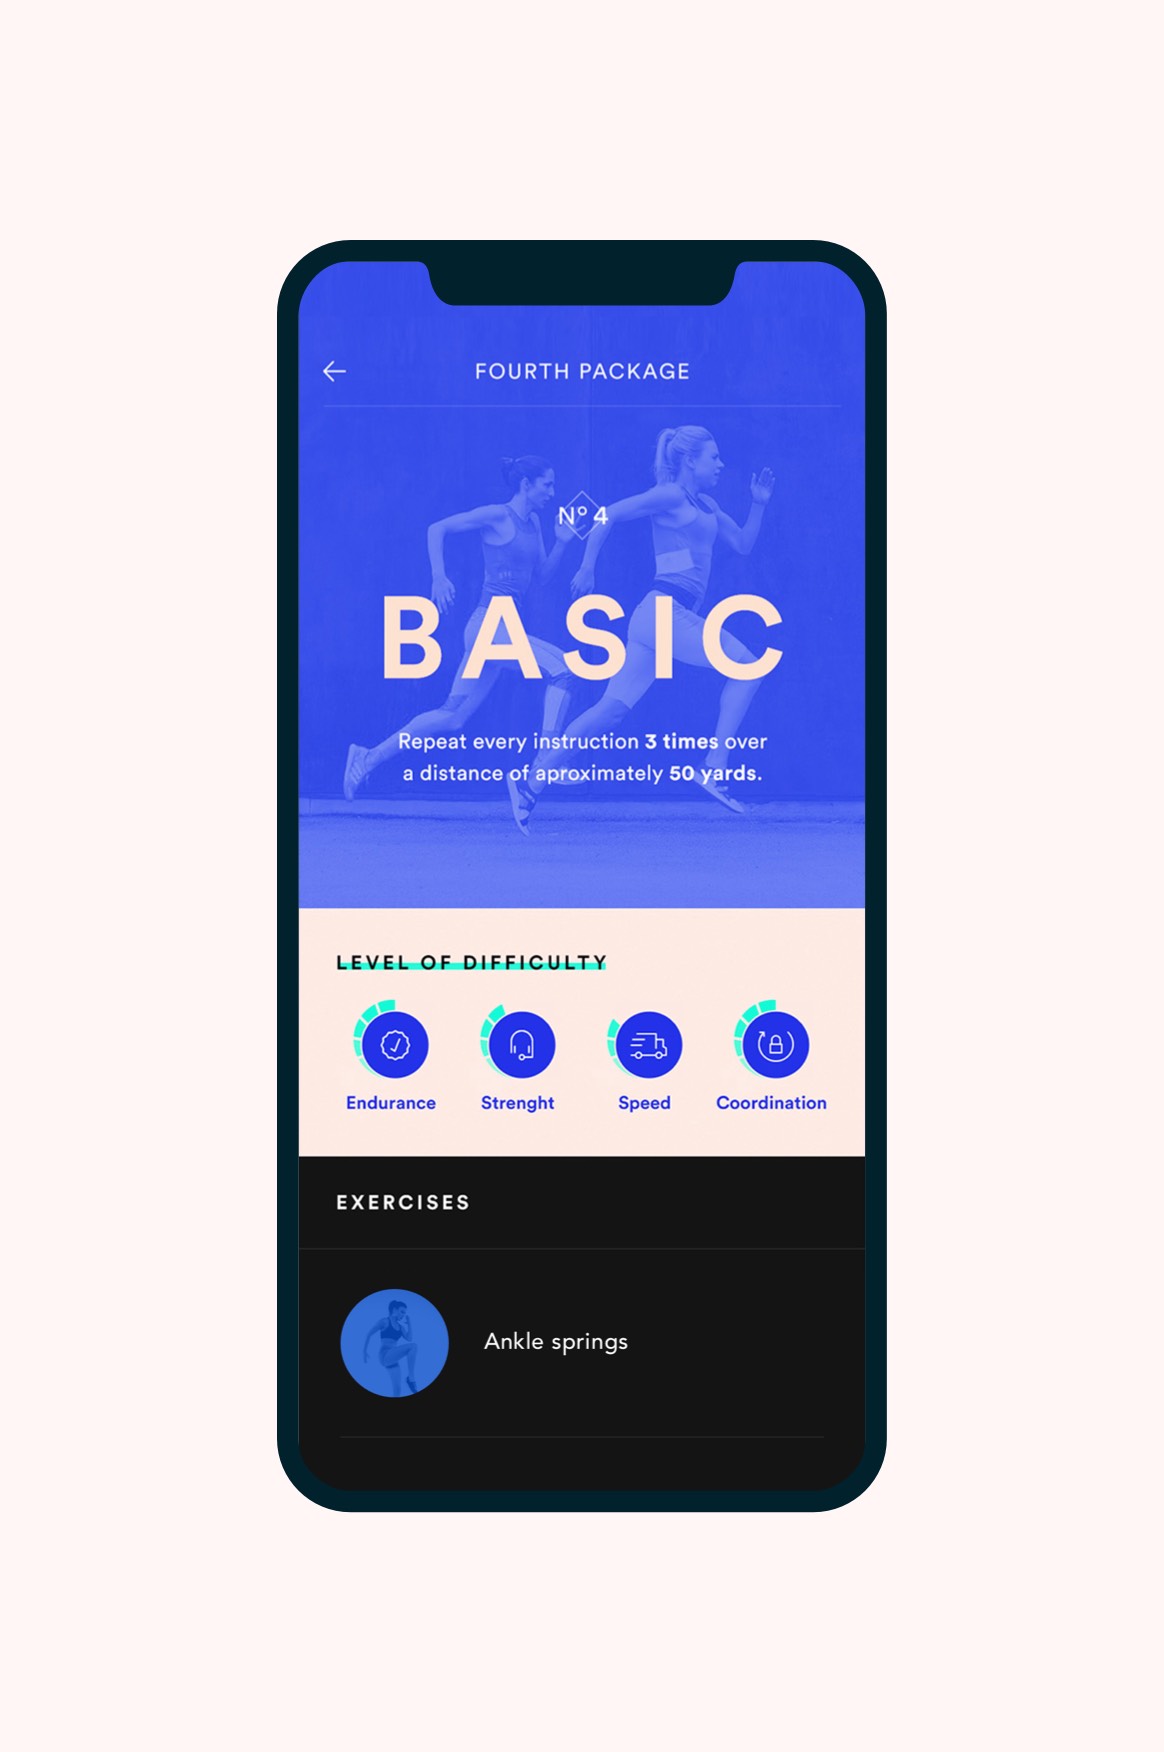 FOURTH PACKAGE
Nº 4
BASIC
Repeat every instruction 3 times over
a distance of aproximately 50 yards.
LEVEL OF DIFFICULTY
Endurance
Strenght
Speed
Coordination
EXERCISES
Ankle springs